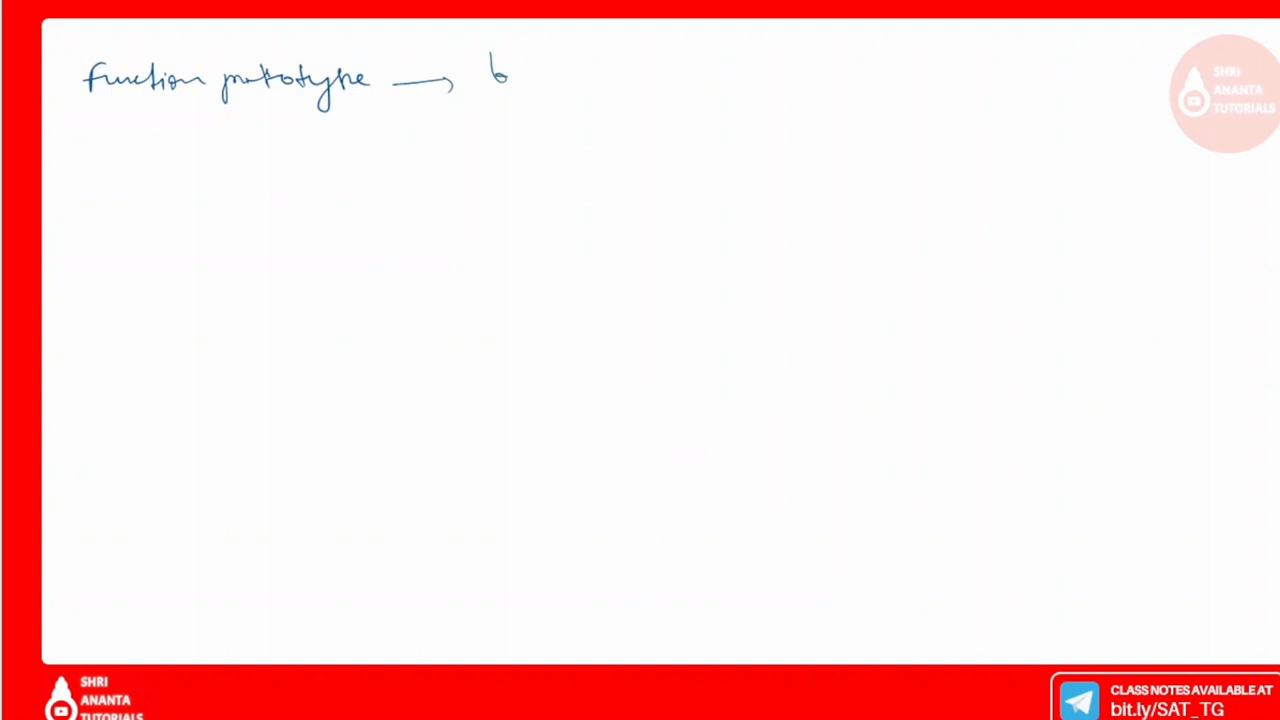 Function prototype → b
SHRI
ANANTA
TUTORIALS
SHRI
ANANTA
TUTORIALS
CLASS NOTES AVAILABLE AT
bit.ly/SAT_TG